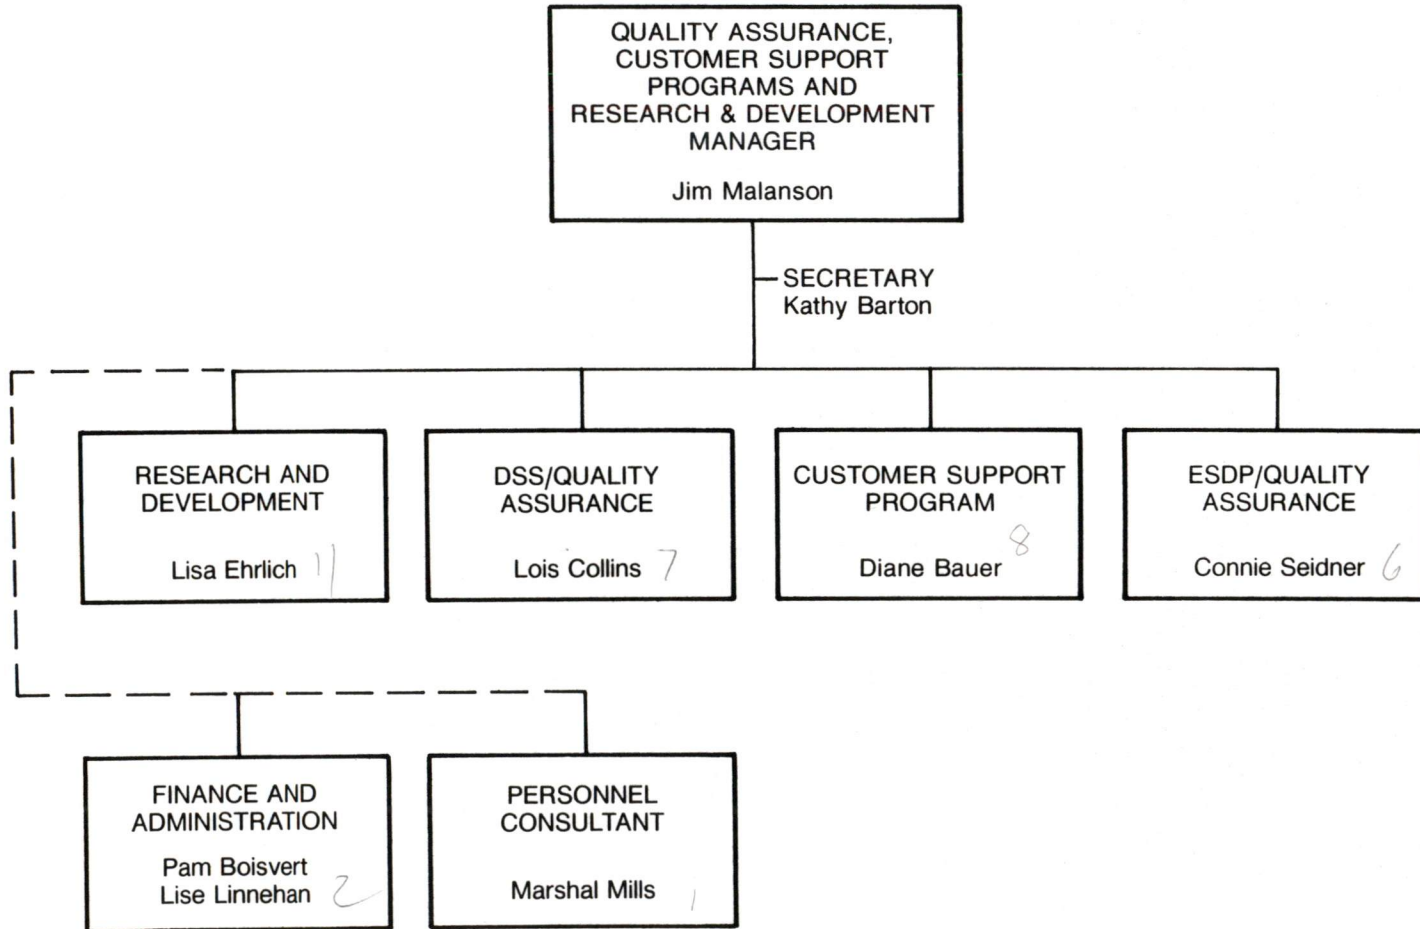 QUALITY ASSURANCE,
CUSTOMER SUPPORT
PROGRAMS AND
RESEARCH & DEVELOPMENT
MANAGER
Jim Malanson
SECRETARY
Kathy Barton
RESEARCH AND
DEVELOPMENT
Lisa Ehrlich 11
DSS/QUALITY
ASSURANCE
Lois Collins 7
CUSTOMER SUPPORT
PROGRAM
Diane Bauer 8
ESDP/QUALITY
ASSURANCE
Connie Seidner 6
FINANCE AND
ADMINISTRATION
Pam Boisvert
Lise Linnehan 2
PERSONNEL
CONSULTANT
Marshal Mills 1